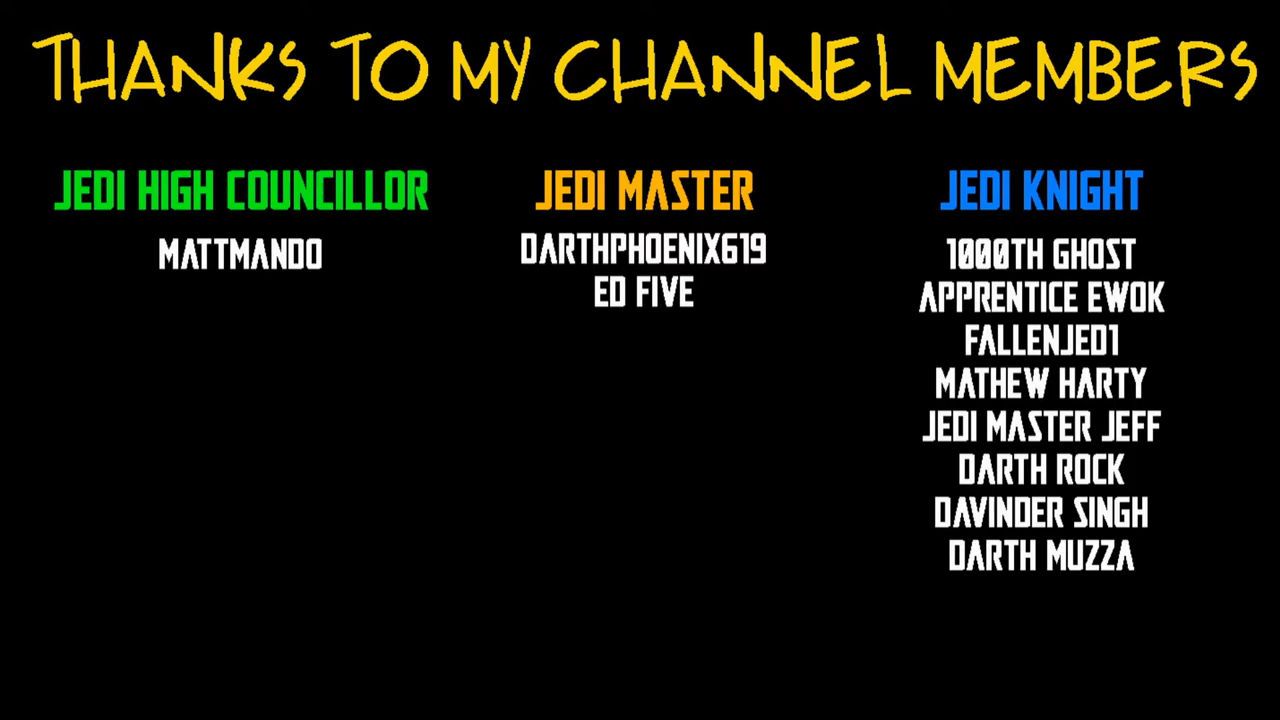 THANKS TO MY CHANNEL MEMBERS
JEDI HIGH COUNCILLOR
MATTMANDO
JEDI MASTER
DARTHPHOENIX619
ED FIVE
JEDI KNIGHT
1000TH GHOST
APPRENTICE EWOK
FALLENJED1
MATHEW HARTY
JEDI MASTER JEFF
DARTH ROCK
DAVINDER SINGH
DARTH MUZZA